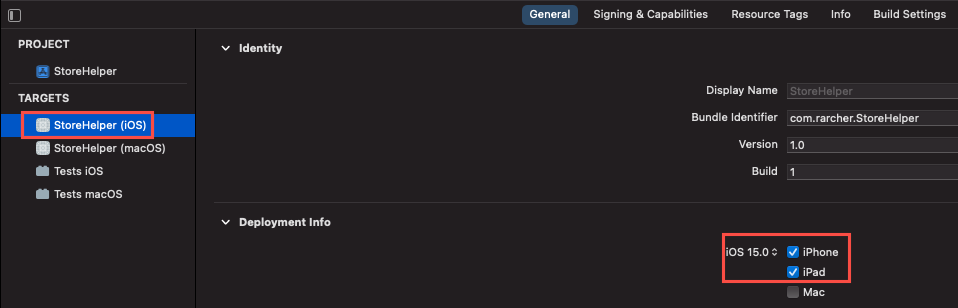 General Signing & Capabilities Resource Tags Info Build Settings
PROJECT
StoreHelper
TARGETS
StoreHelper (iOS)
StoreHelper (macOS)
Tests iOS
Tests macOS
Identity
Display Name StoreHelper
Bundle Identifier com.rarcher.StoreHelper
Version 1.0
Build 1
Deployment Info
iOS 15.0 iPhone
iPad
Mac